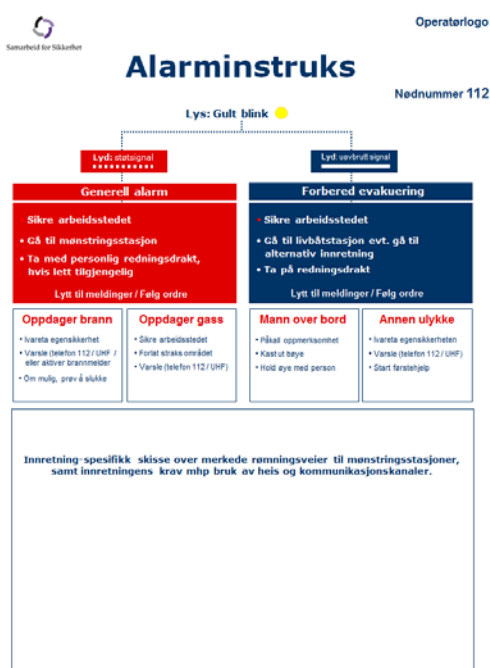 Operatørlogo
Samarbeid for Sikkerhet
Alarminstruks
Nødnummer 112
Lys: Gult blink
Lyd: støtsignal
Generell alarm
Sikre arbeidsstedet
• Gå til mønstringsstasjon
• Ta med personlig redningsdrakt,
hvis lett tilgjengelig
Lytt til meldinger / Følg ordre
Lyd: uavbrutt signal
Forbered evakuering
• Sikre arbeidsstedet
• Gå til livbåtstasjon evt. gå til
alternativ innretning
• Ta på redningsdrakt
Lytt til meldinger / Følg ordre
Oppdager brann
• Ivareta egensikkerhet
• Varsle (telefon 112 / UHF /
eller aktiver brannmelder
• Om mulig, prøv å slukke
Oppdager gass
• Sikre arbeidsstedet
• Forlat straks området
• Varsle (telefon 112 / UHF)
Mann over bord
• Påkall oppmerksomhet
• Kast ut bøye
• Hold øye med person
Annen ulykke
• Ivareta egensikkerheten
• Varsle (telefon 112 / UHF)
• Start førstehjelp
Innretning-spesifikk skisse over merkede rømningsveier til mønstringsstasjoner,
samt innretningens krav mhp bruk av heis og kommunikasjonskanaler.